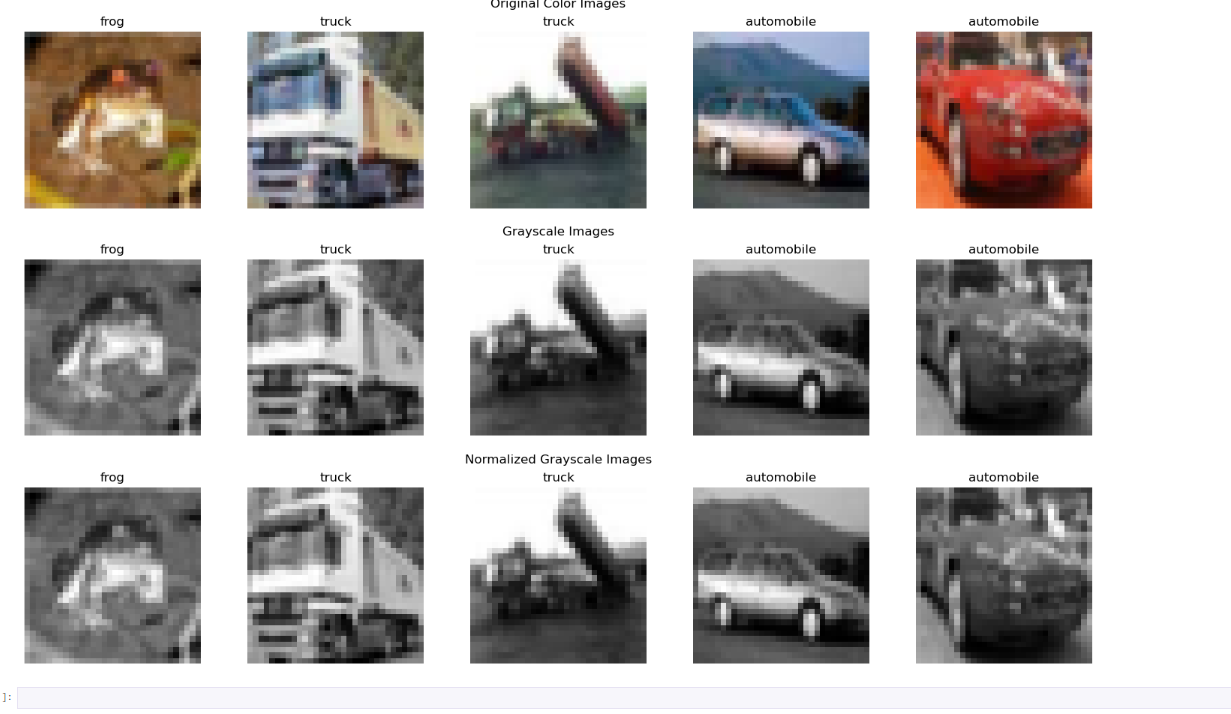 Original Color Images
frog truck truck automobile automobile
Grayscale Images
frog truck truck automobile automobile
Normalized Grayscale Images
frog truck truck automobile automobile
]: